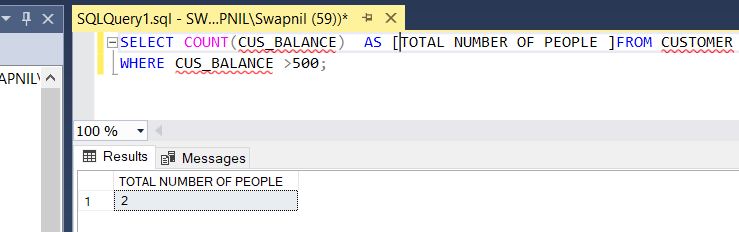 SQLQuery1.sql - SW...PNIL\Swapnil (59))*
SELECT COUNT(CUS_BALANCE)  AS [TOTAL NUMBER OF PEOPLE ]FROM CUSTOMER
APNIL\
WHERE CUS_BALANCE >500;
100 %
Results Messages
TOTAL NUMBER OF PEOPLE
1 2